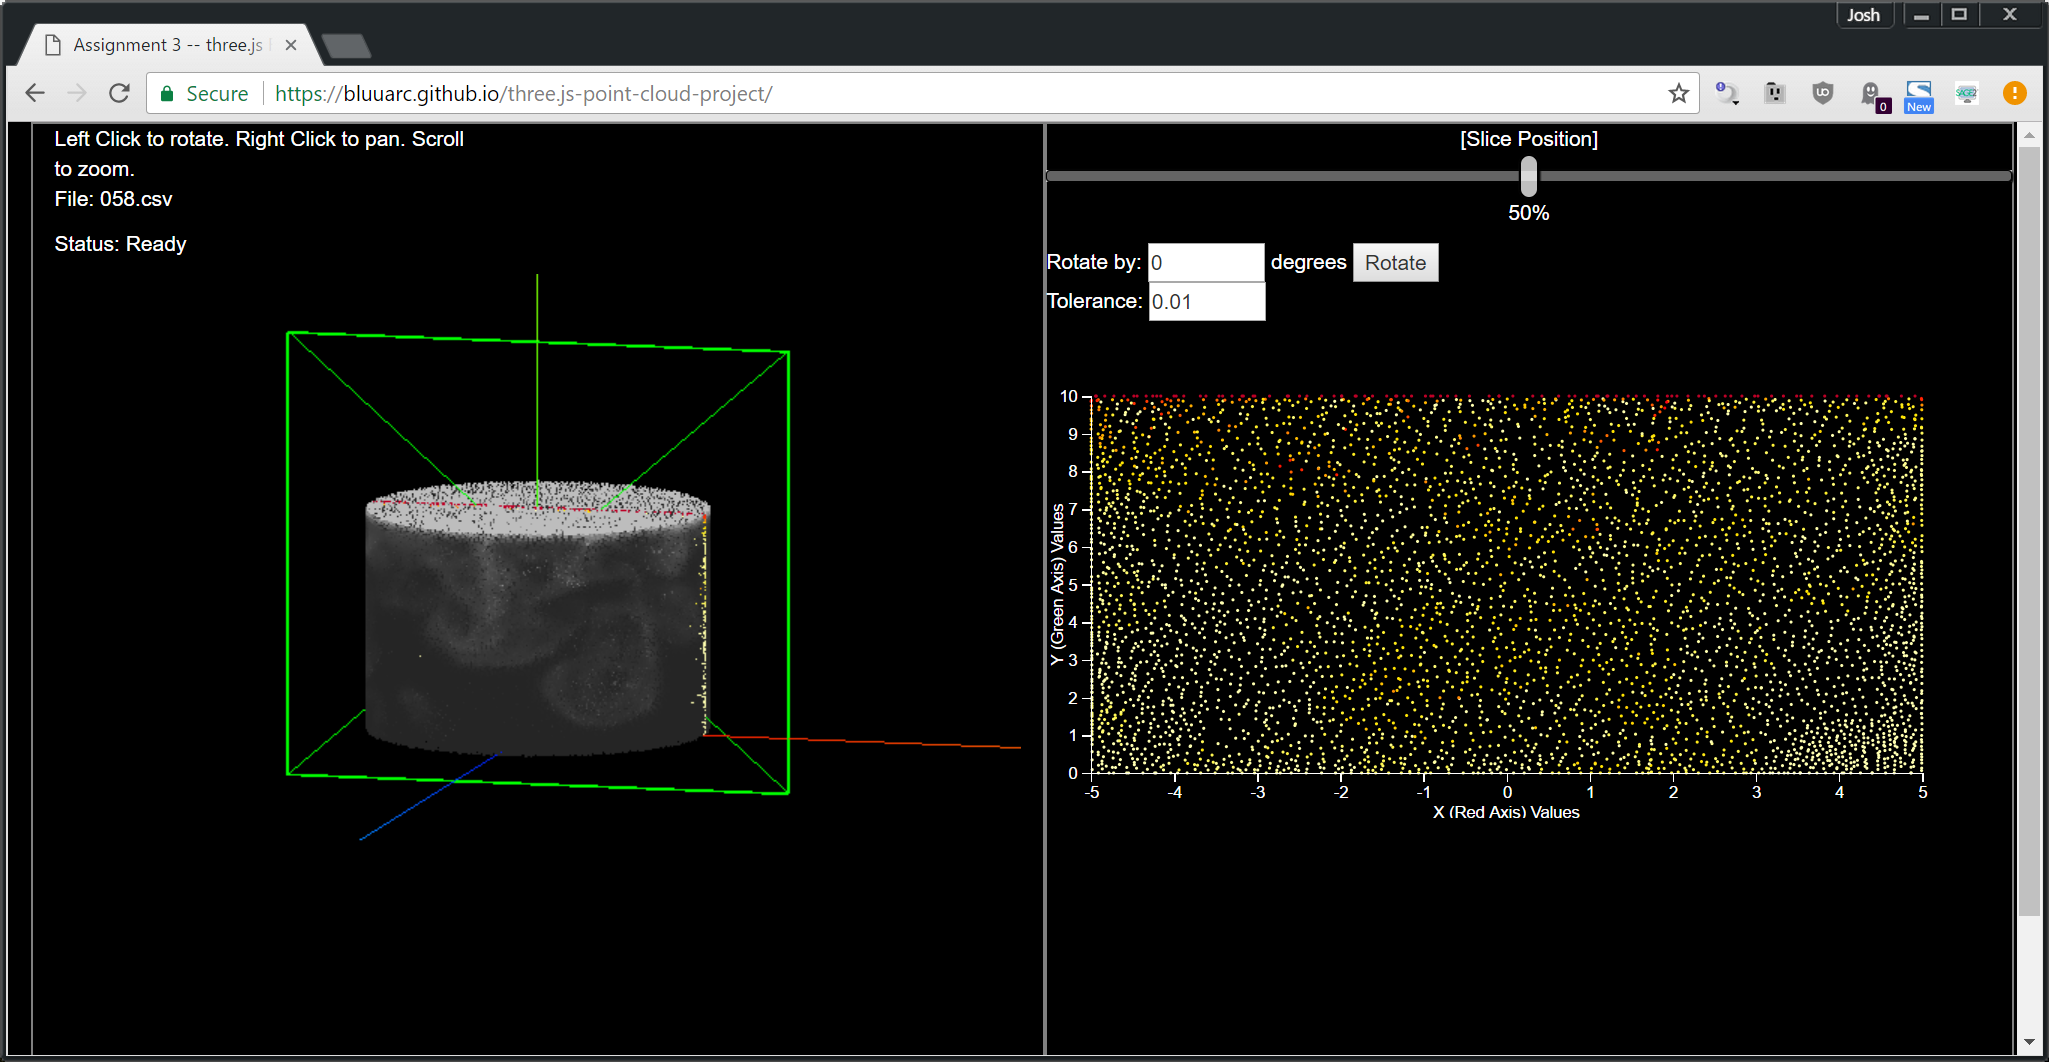 Josh
Assignment 3 -- three.js
Secure https://bluuarc.github.io/three.js-point-cloud-project/
0
New
SAGE2
Left Click to rotate. Right Click to pan. Scroll
to zoom.
File: 058.csv
Status: Ready
[Slice Position]
50%
Rotate by: 0 degrees Rotate
Tolerance: 0.01
10
9
8
7
6
5
4
3
2
1
0
Y (Green Axis) Values
-5 -4 -3 -2 -1 0 1 2 3 4 5
X (Red Axis) Values